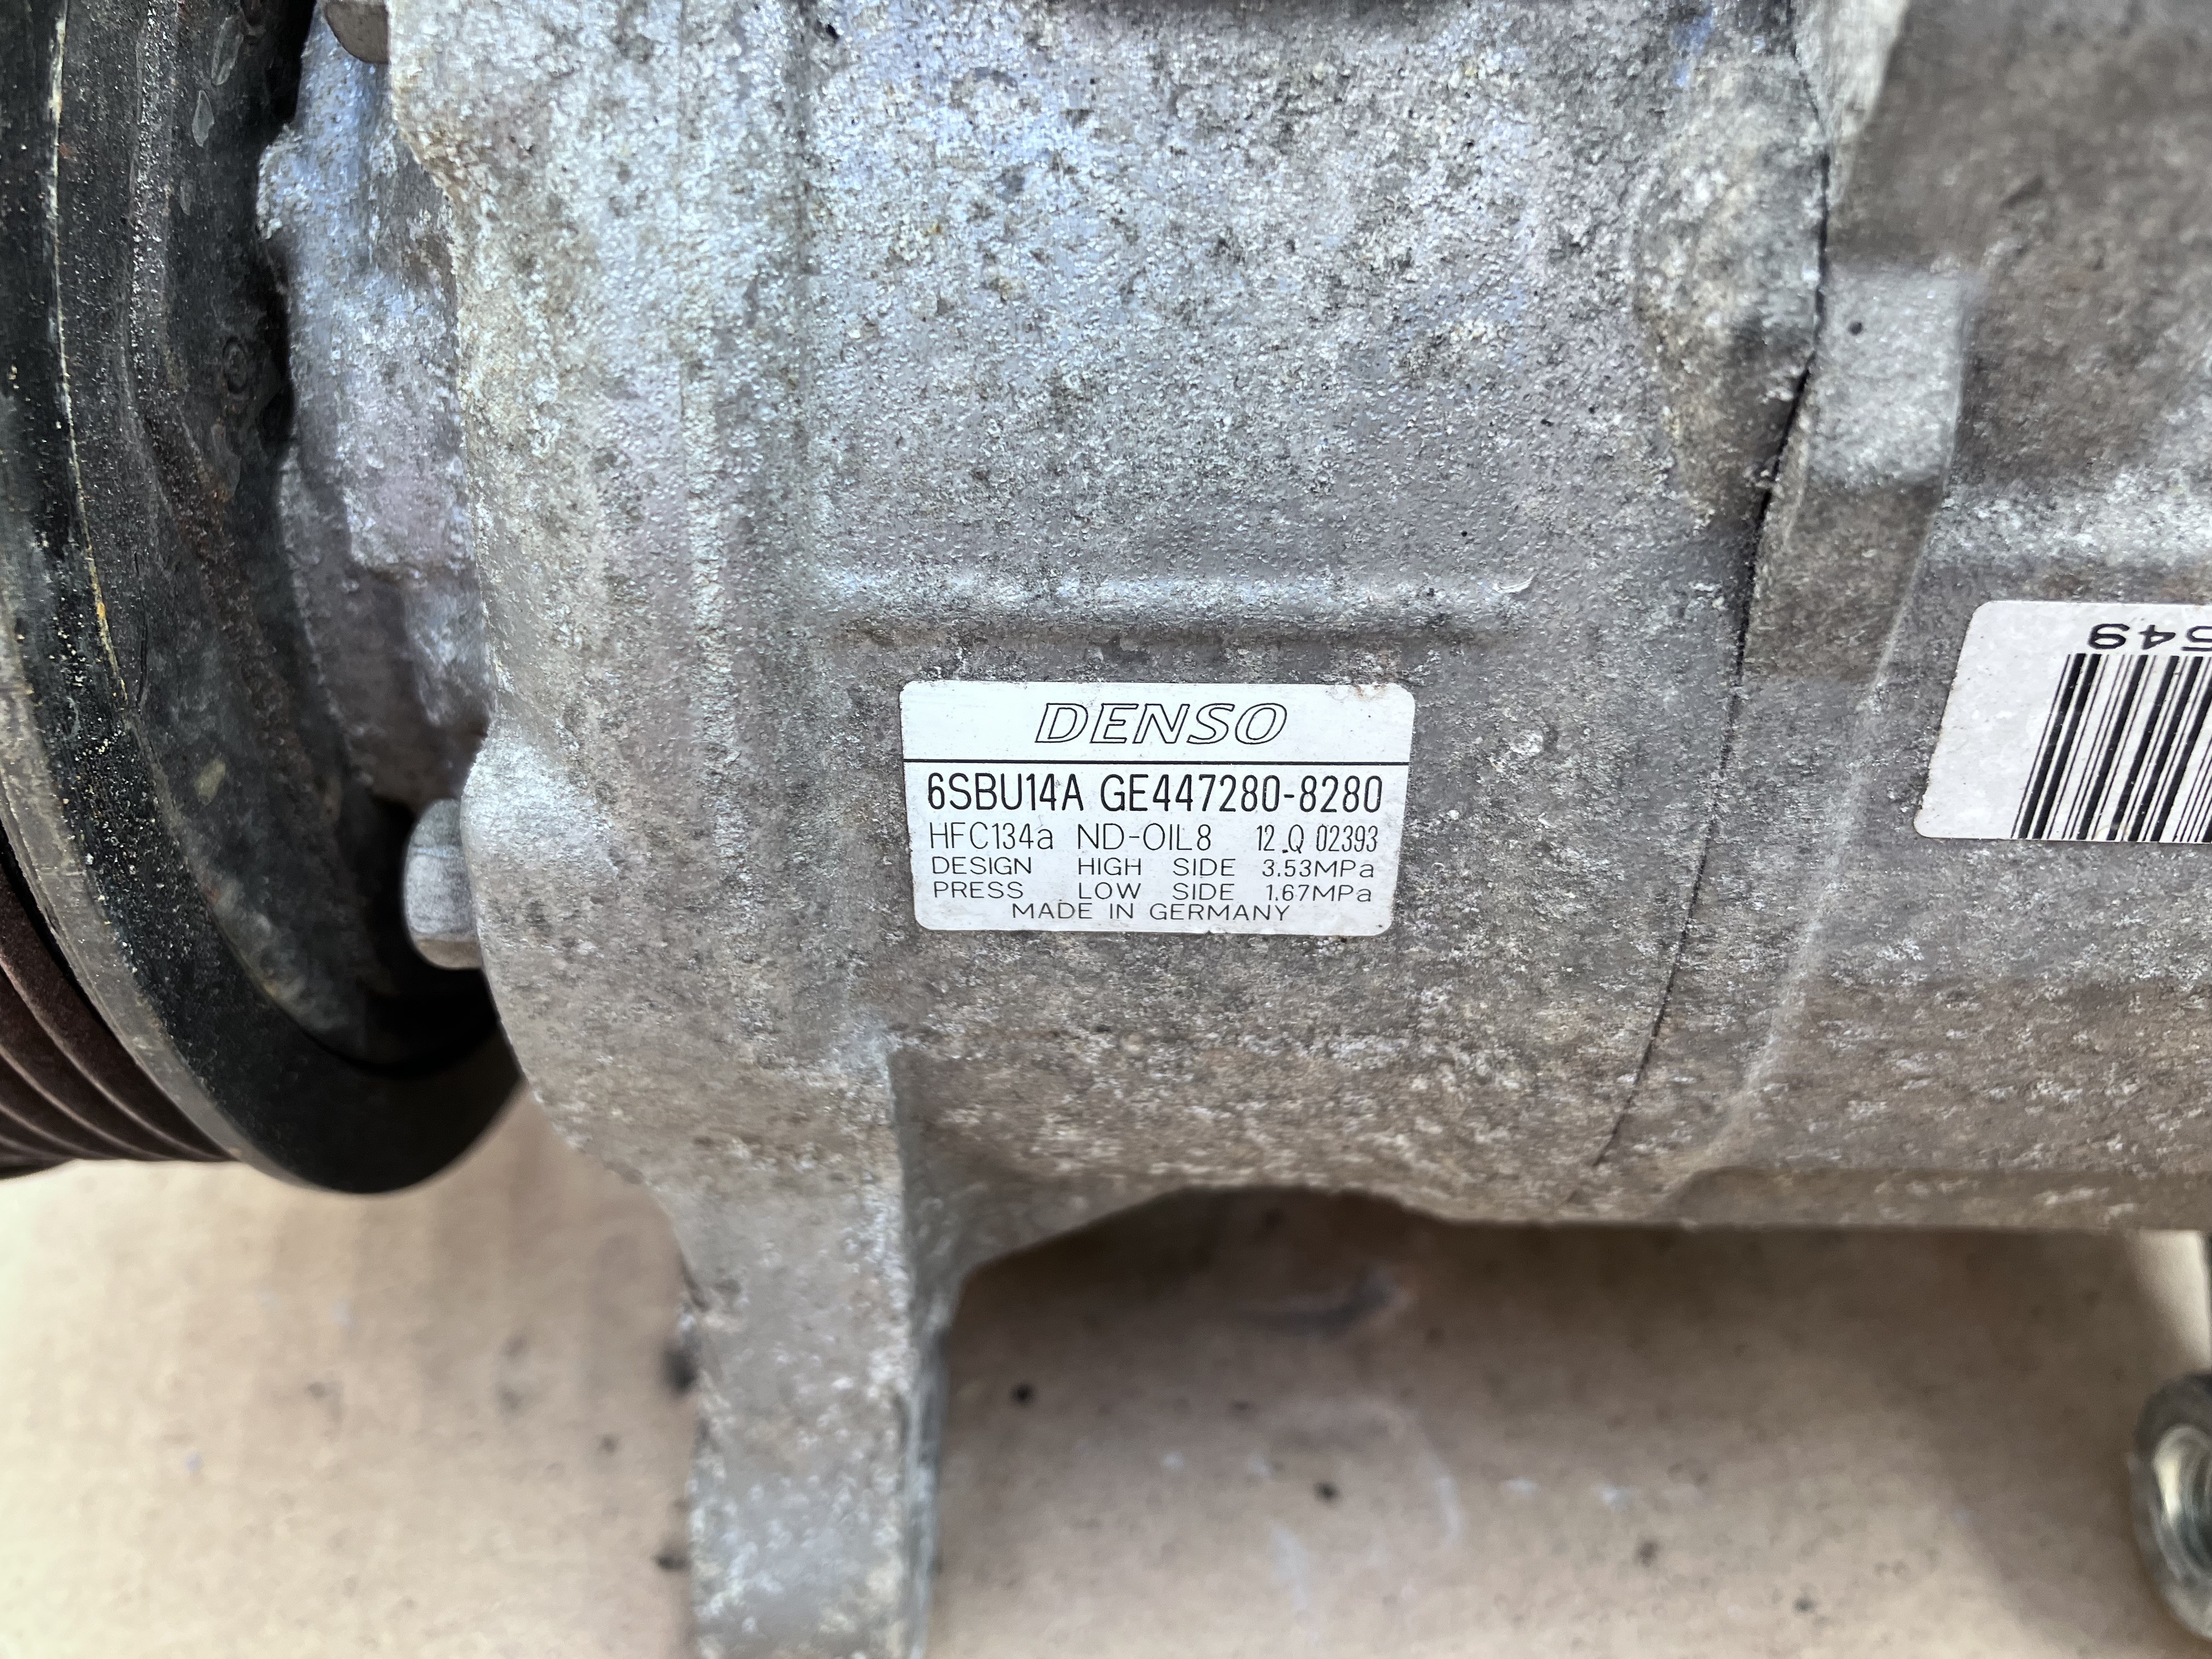 DENSO
6SBU14A GE447280-8280
HFC134a ND-OIL8 12.Q 02393
DESIGN HIGH SIDE 3.53MPa
PRESS LOW SIDE 1.67MPa
MADE IN GERMANY
549